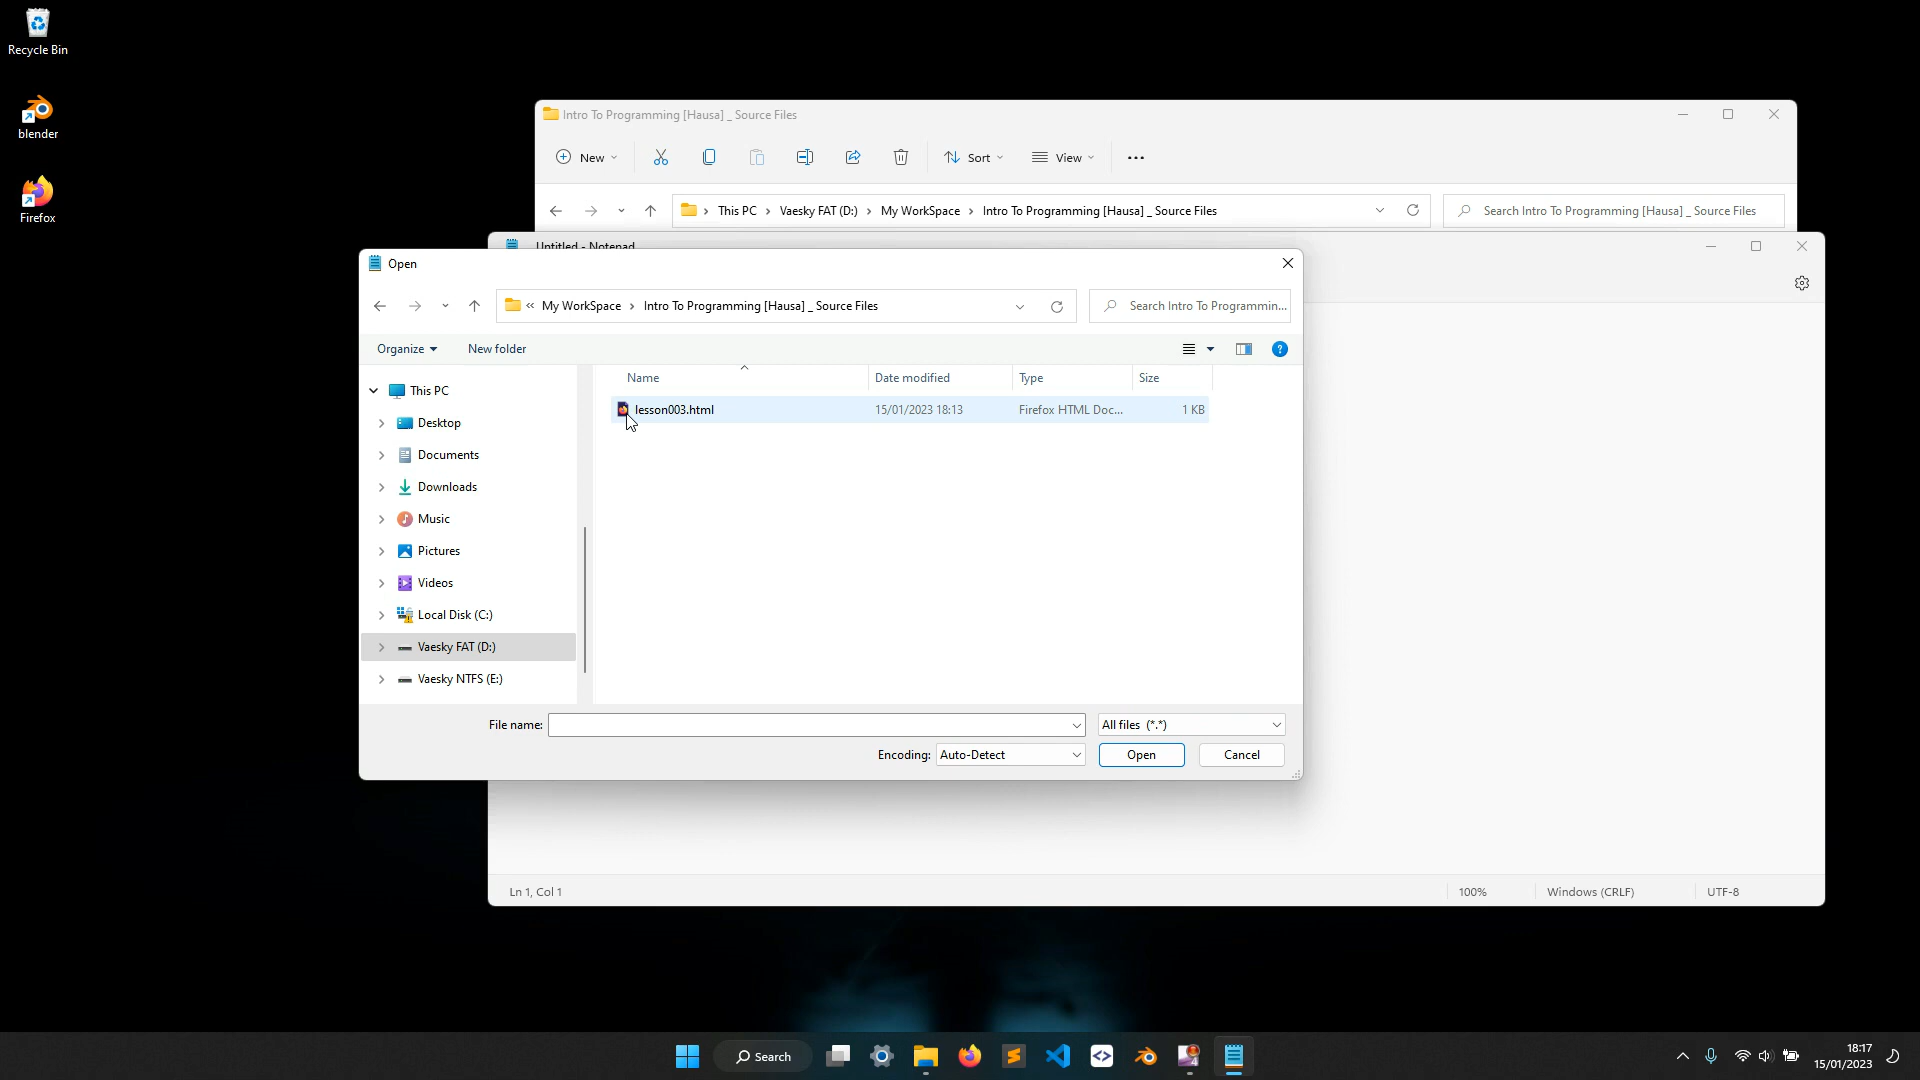 Recycle Bin
blender
Firefox
Intro To Programming [Hausa] _ Source Files
New
Sort
View
This PC
Vaesky FAT (D:)
My WorkSpace
Intro To Programming [Hausa] _ Source Files
Search Intro To Programming [Hausa] _ Source Files
Untitled - Notepad
Open
« My WorkSpace
Intro To Programming [Hausa] _ Source Files
Search Intro To Programmin...
Organize
New folder
Name
Date modified
Type
Size
lesson003.html
15/01/2023 18:13
Firefox HTML Doc...
1 KB
This PC
Desktop
Documents
Downloads
Music
Pictures
Videos
Local Disk (C:)
Vaesky FAT (D:)
Vaesky NTFS (E:)
File name:
All files (*.*)
Encoding:
Auto-Detect
Open
Cancel
Ln 1, Col 1
100%
Windows (CRLF)
UTF-8
Search
18:17
15/01/2023